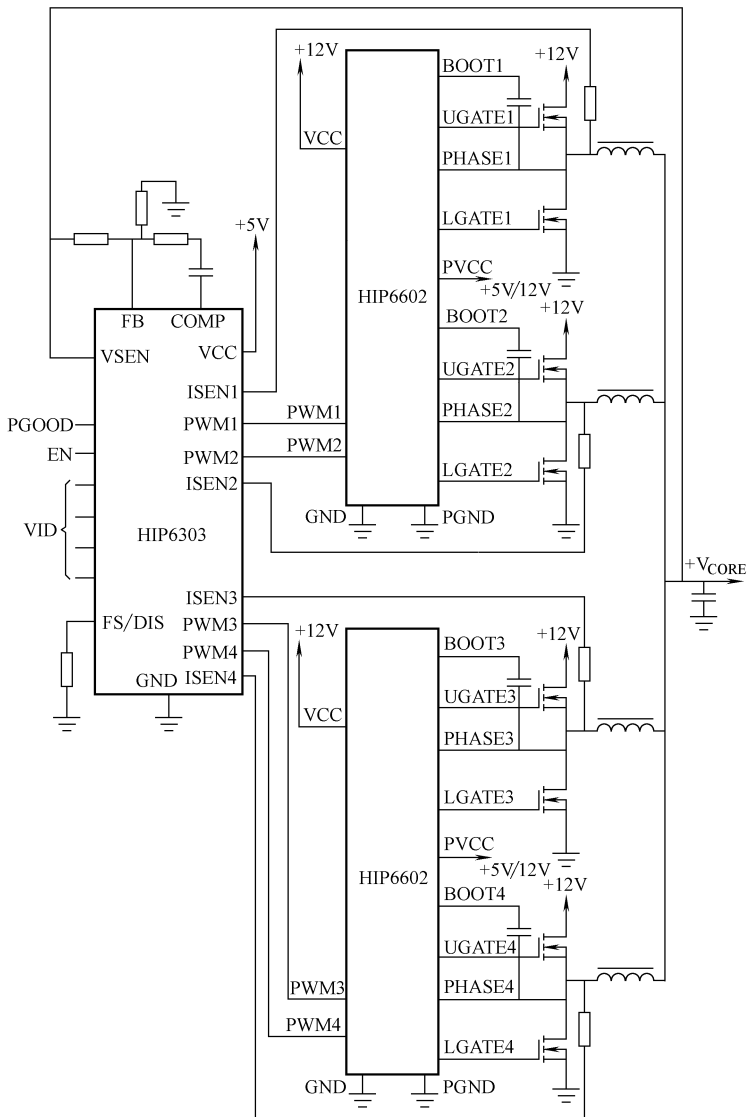 +12V
BOOT1
+12V
UGATE1
VCC
PHASE1
LGATE1
+5V
PVCC
+5V/12V
HIP6602
FB
COMP
BOOT2
+12V
VSEN
VCC
UGATE2
ISEN1
PHASE2
PGOOD
PWM1
PWM1
EN
PWM2
PWM2
LGATE2
ISEN2
VID
HIP6303
GND
PGND
+VCORE
ISEN3
FS/DIS
PWM3
+12V
BOOT3
+12V
PWM4
GND
ISEN4
UGATE3
VCC
PHASE3
LGATE3
PVCC
+5V/12V
HIP6602
+12V
BOOT4
UGATE4
PWM3
PHASE4
PWM4
LGATE4
GND
PGND